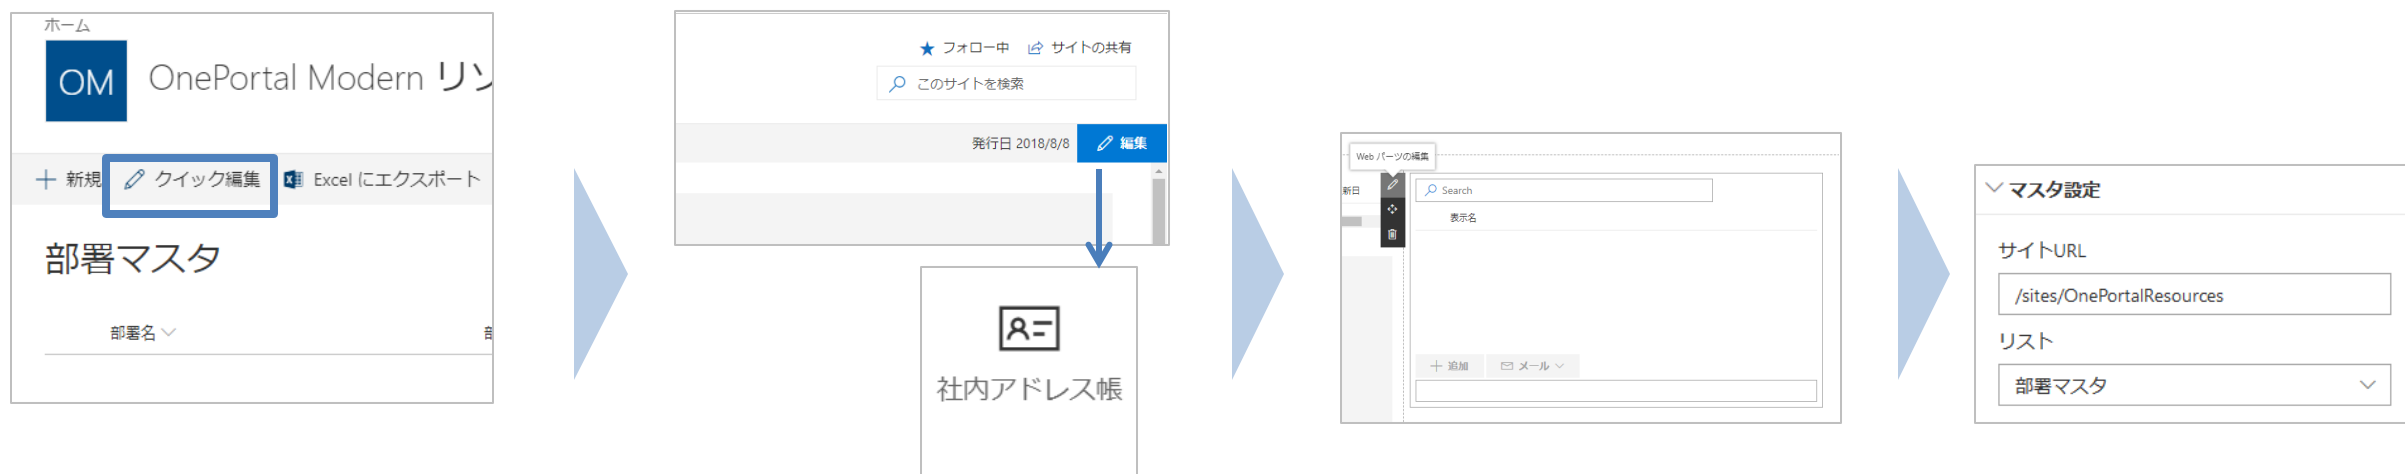 ホーム
OM
OnePortal Modern リソ
新規 クイック編集 Excel にエクスポート
部署マスタ
部署名
フォロー中 サイトの共有
このサイトを検索
発行日 2018/8/8 編集
社内アドレス帳
Web パーツの編集
新日
Search
表示名
追加 メール
マスタ設定
サイトURL
/sites/OnePortalResources
リスト
部署マスタ